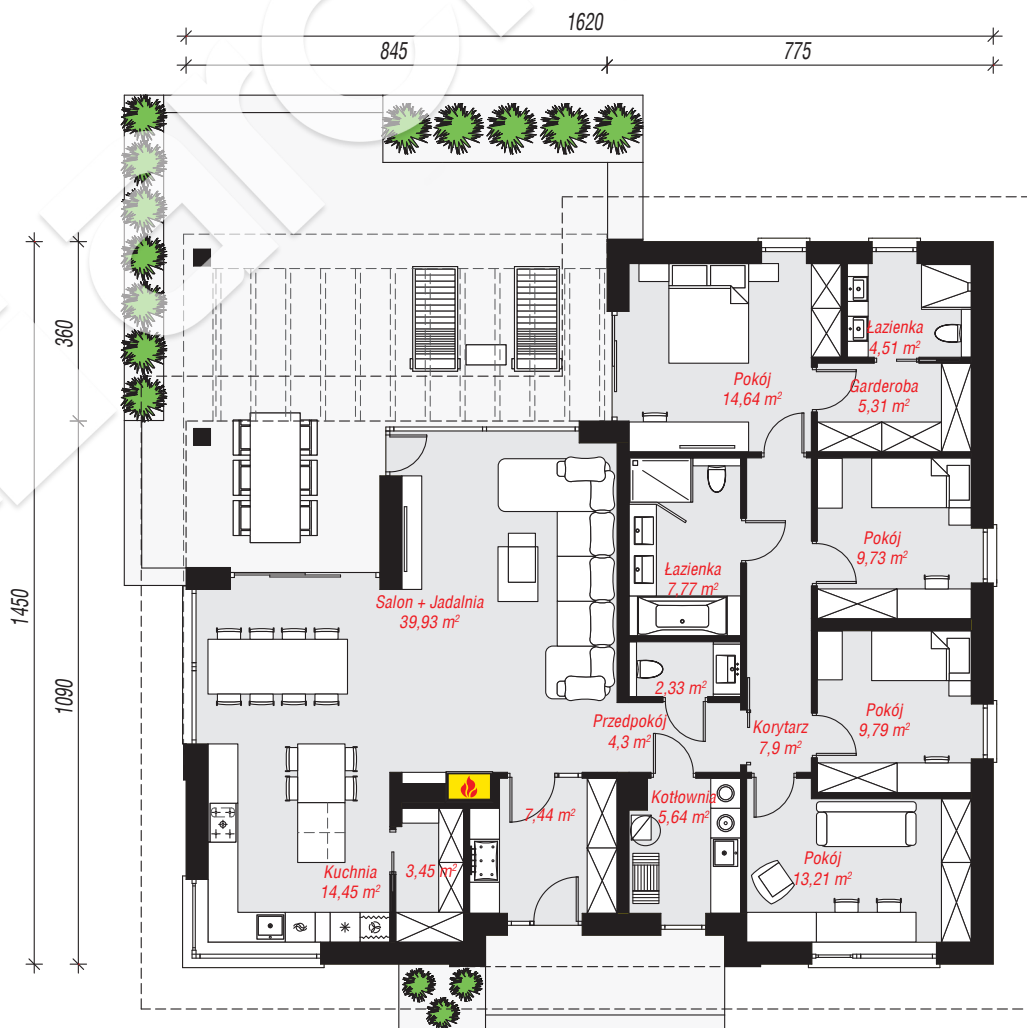 1620
845
775
360
1450
1090
Łazienka
4,51 m²
Pokój
14,64 m²
Garderoba
5,31 m²
Pokój
9,73 m²
Łazienka
7,77 m²
Salon + Jadalnia
39,93 m²
2,33 m²
Przedpokój
4,3 m²
Korytarz
7,9 m²
Pokój
9,79 m²
Kotłownia
5,64 m²
7,44 m²
Kuchnia
14,45 m²
3,45 m²
Pokój
13,21 m²